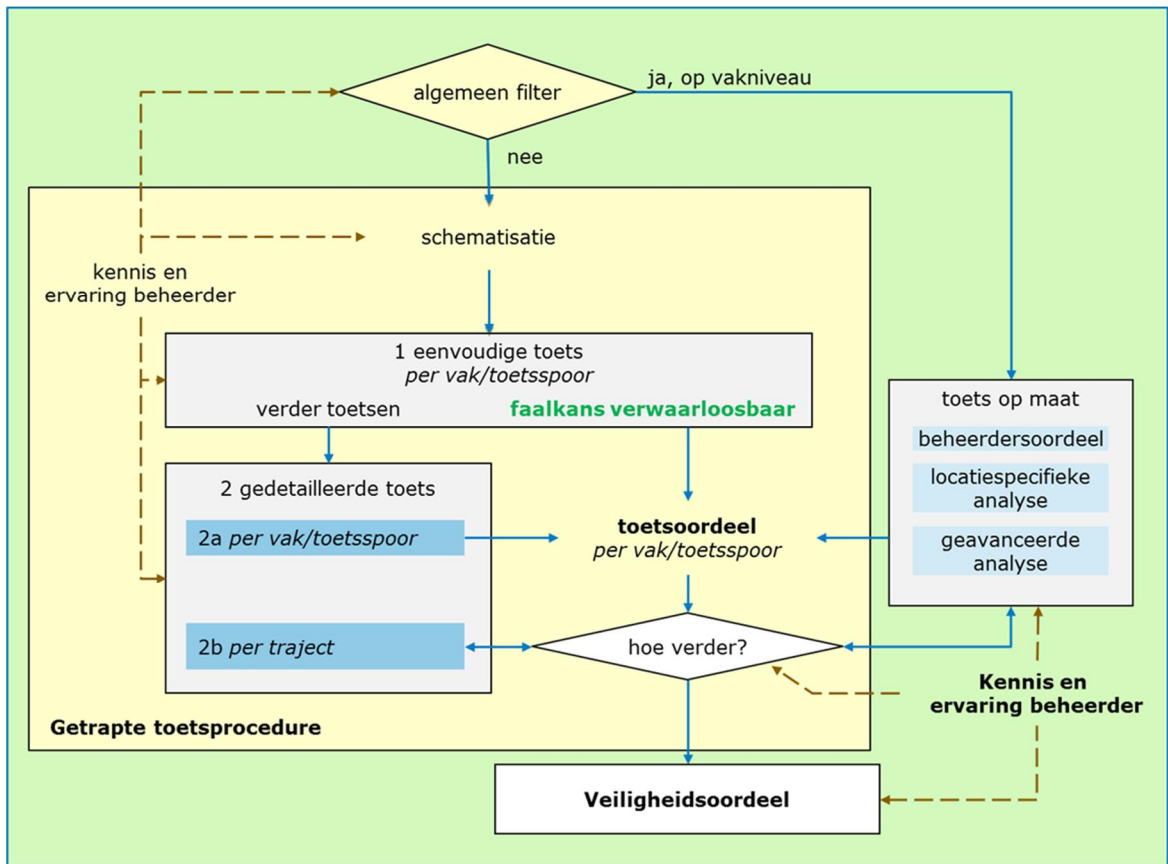 algemeen filter
ja, op vakniveau
nee
schematisatie
kennis en
ervaring beheerder
1 eenvoudige toets
per vak/toetsspoor
verder toetsen
faalkans verwaarloosbaar
toets op maat
beheerdersoordeel
locatiespecifieke
analyse
geavanceerde
analyse
2 gedetailleerde toets
2a per vak/toetsspoor
toetsoordeel
per vak/toetsspoor
2b per traject
hoe verder?
Kennis en
ervaring beheerder
Getrapte toetsprocedure
Veiligheidsoordeel